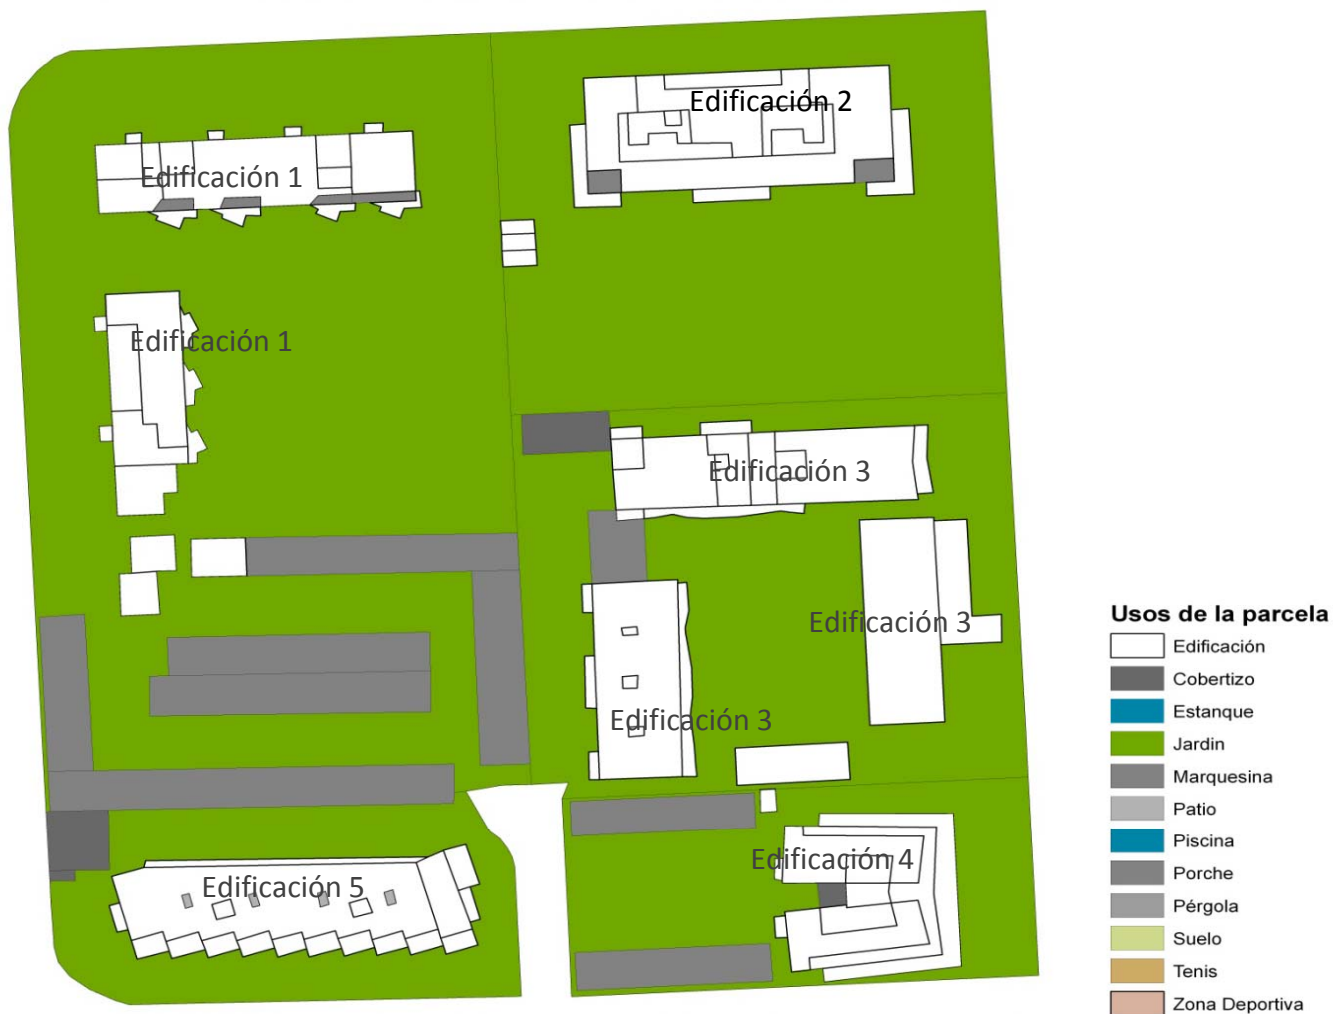 Edificación 2
Edificación 1
Edificación 1
Edificación 3
Edificación 3
Edificación 3
Edificación 4
Edificación 5
Usos de la parcela
Edificación
Cobertizo
Estanque
Jardin
Marquesina
Patio
Piscina
Porche
Pérgola
Suelo
Tenis
Zona Deportiva